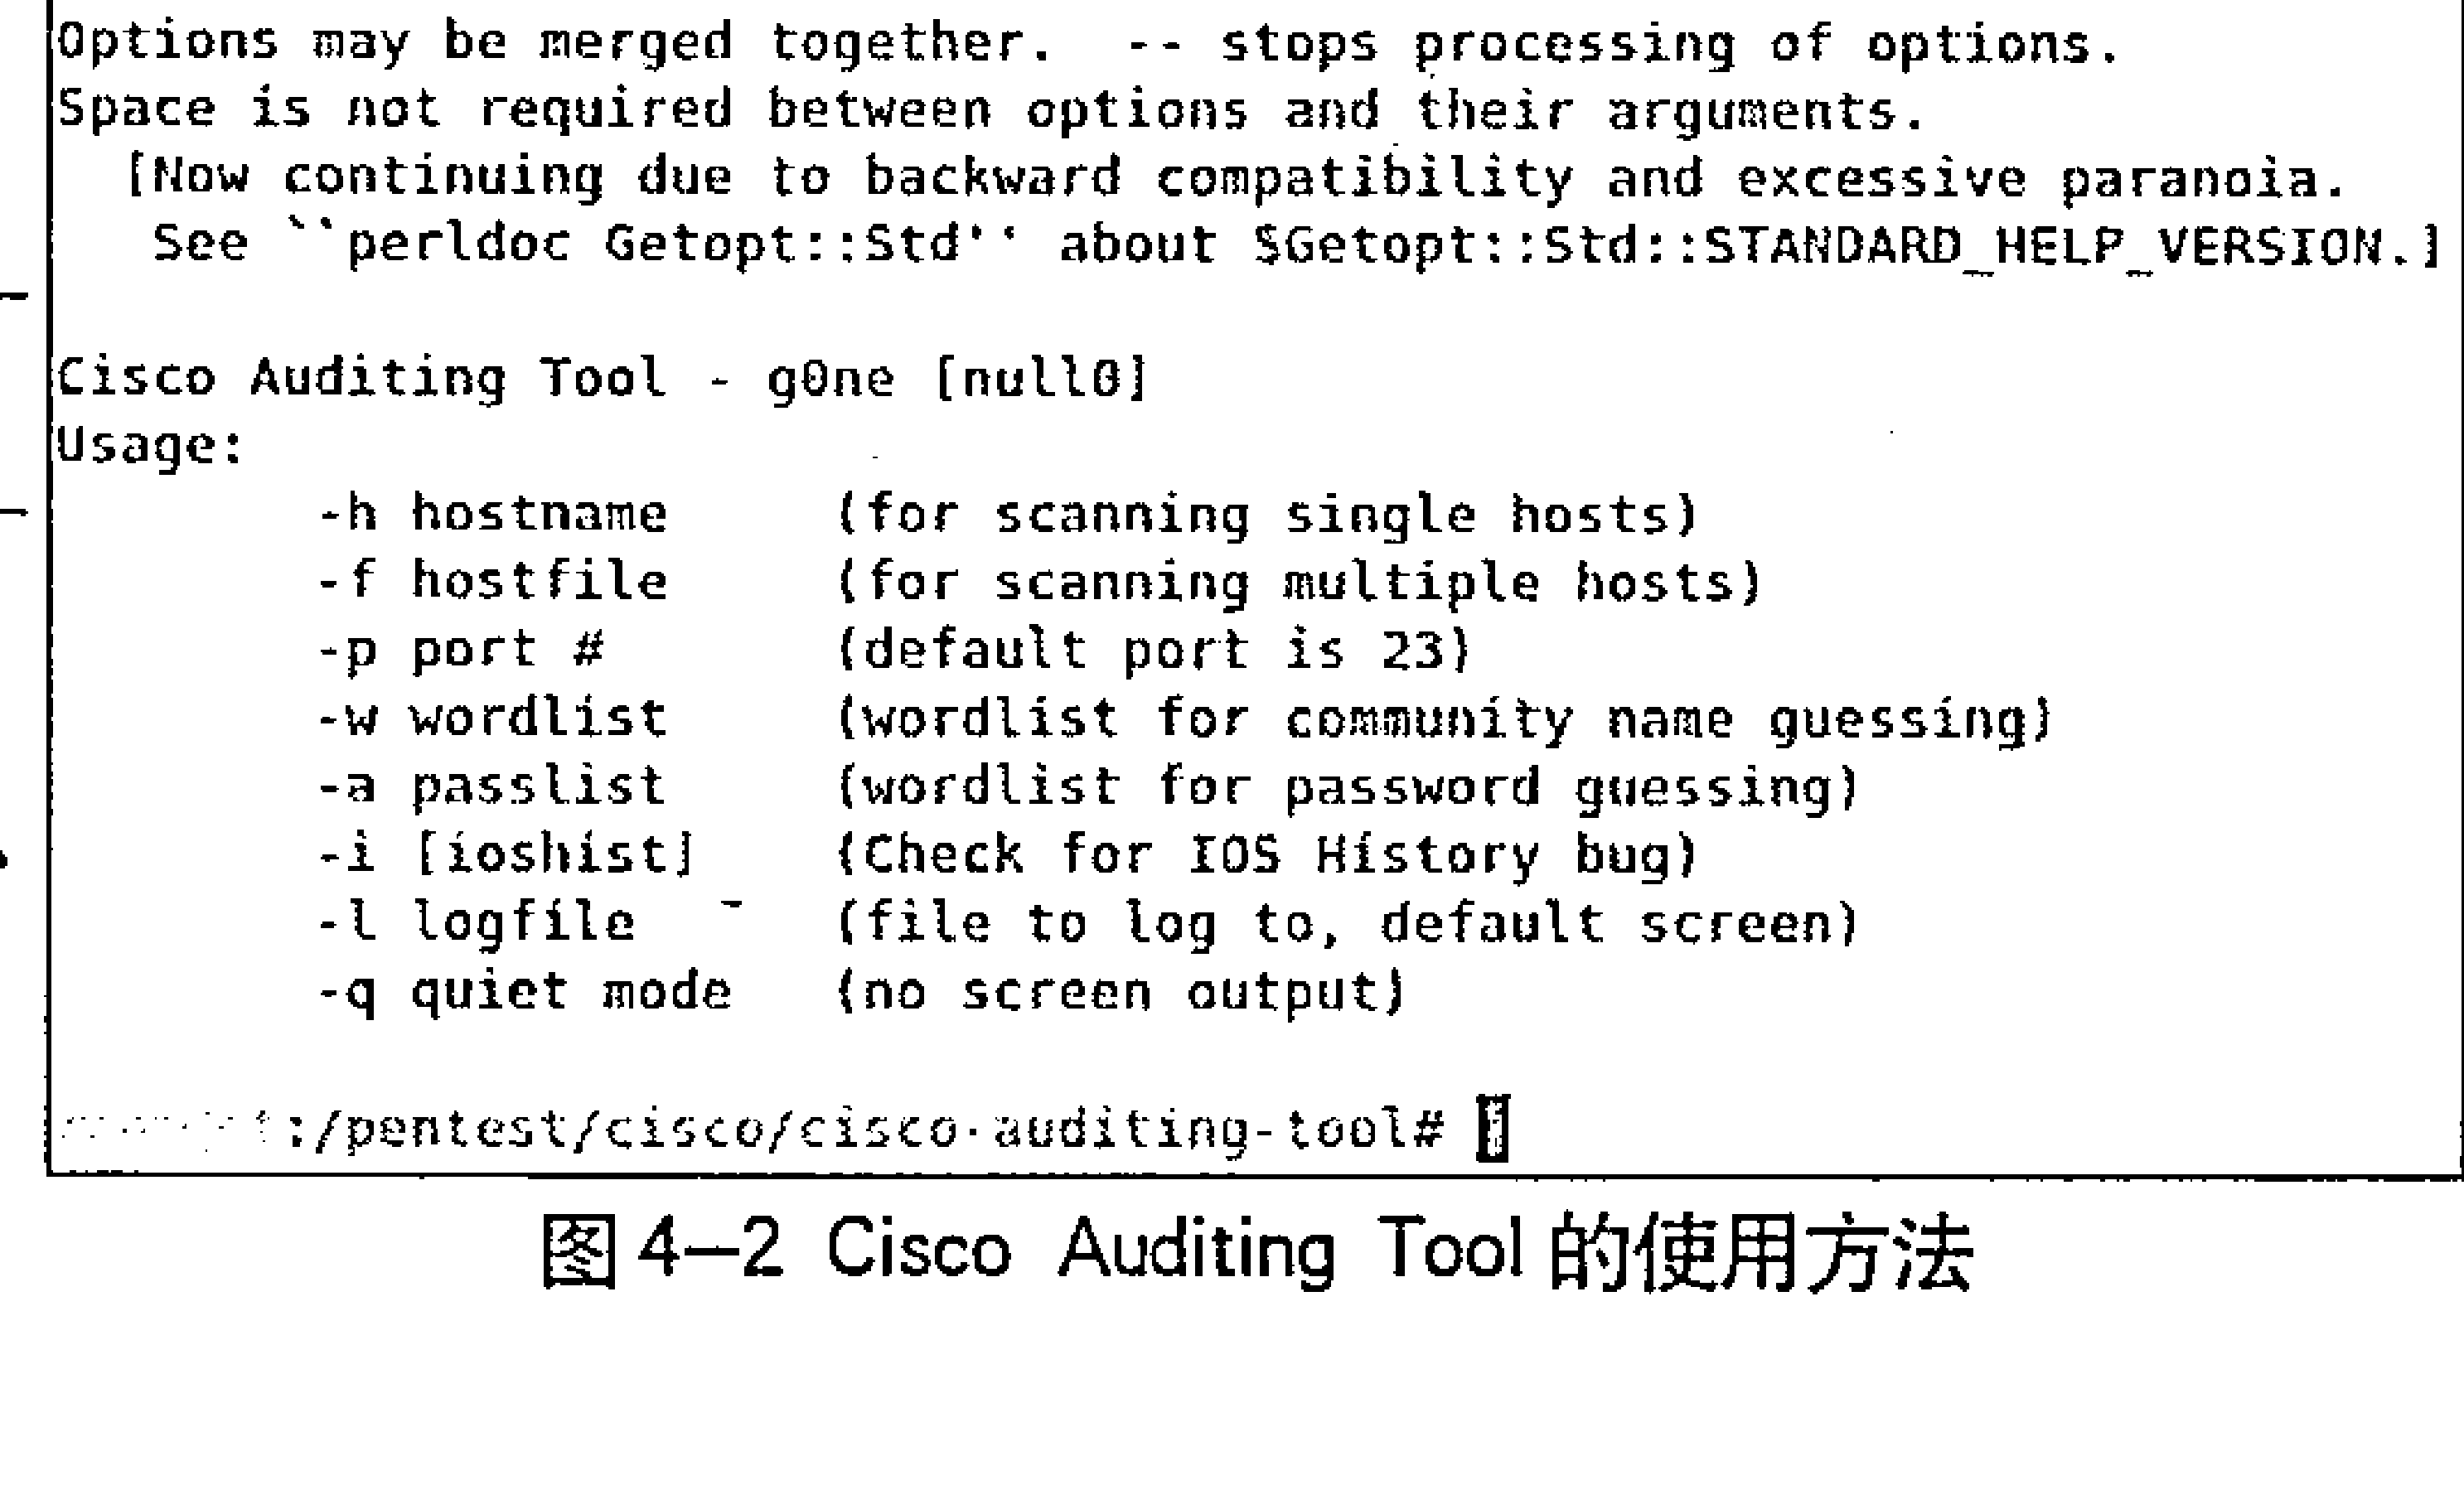 Options may be merged together.  -- stops processing of options.
Space is not required between options and their arguments.
[Now continuing due to backward compatibility and excessive paranoia.
See ``perldoc Getopt::Std'' about $Getopt::Std::STANDARD_HELP_VERSION.]
Cisco Auditing Tool - g0ne [null0]
Usage:
-h hostname (for scanning single hosts)
-f hostfile (for scanning multiple hosts)
-p port # (default port is 23)
-w wordlist (wordlist for community name guessing)
-a passlist (wordlist for password guessing)
-i [ioshist] (Check for IOS History bug)
-l logfile (file to log to, default screen)
-q quiet mode (no screen output)
:/pentest/cisco/cisco-auditing-tool#
图4—2 Cisco Auditing Tool的使用方法